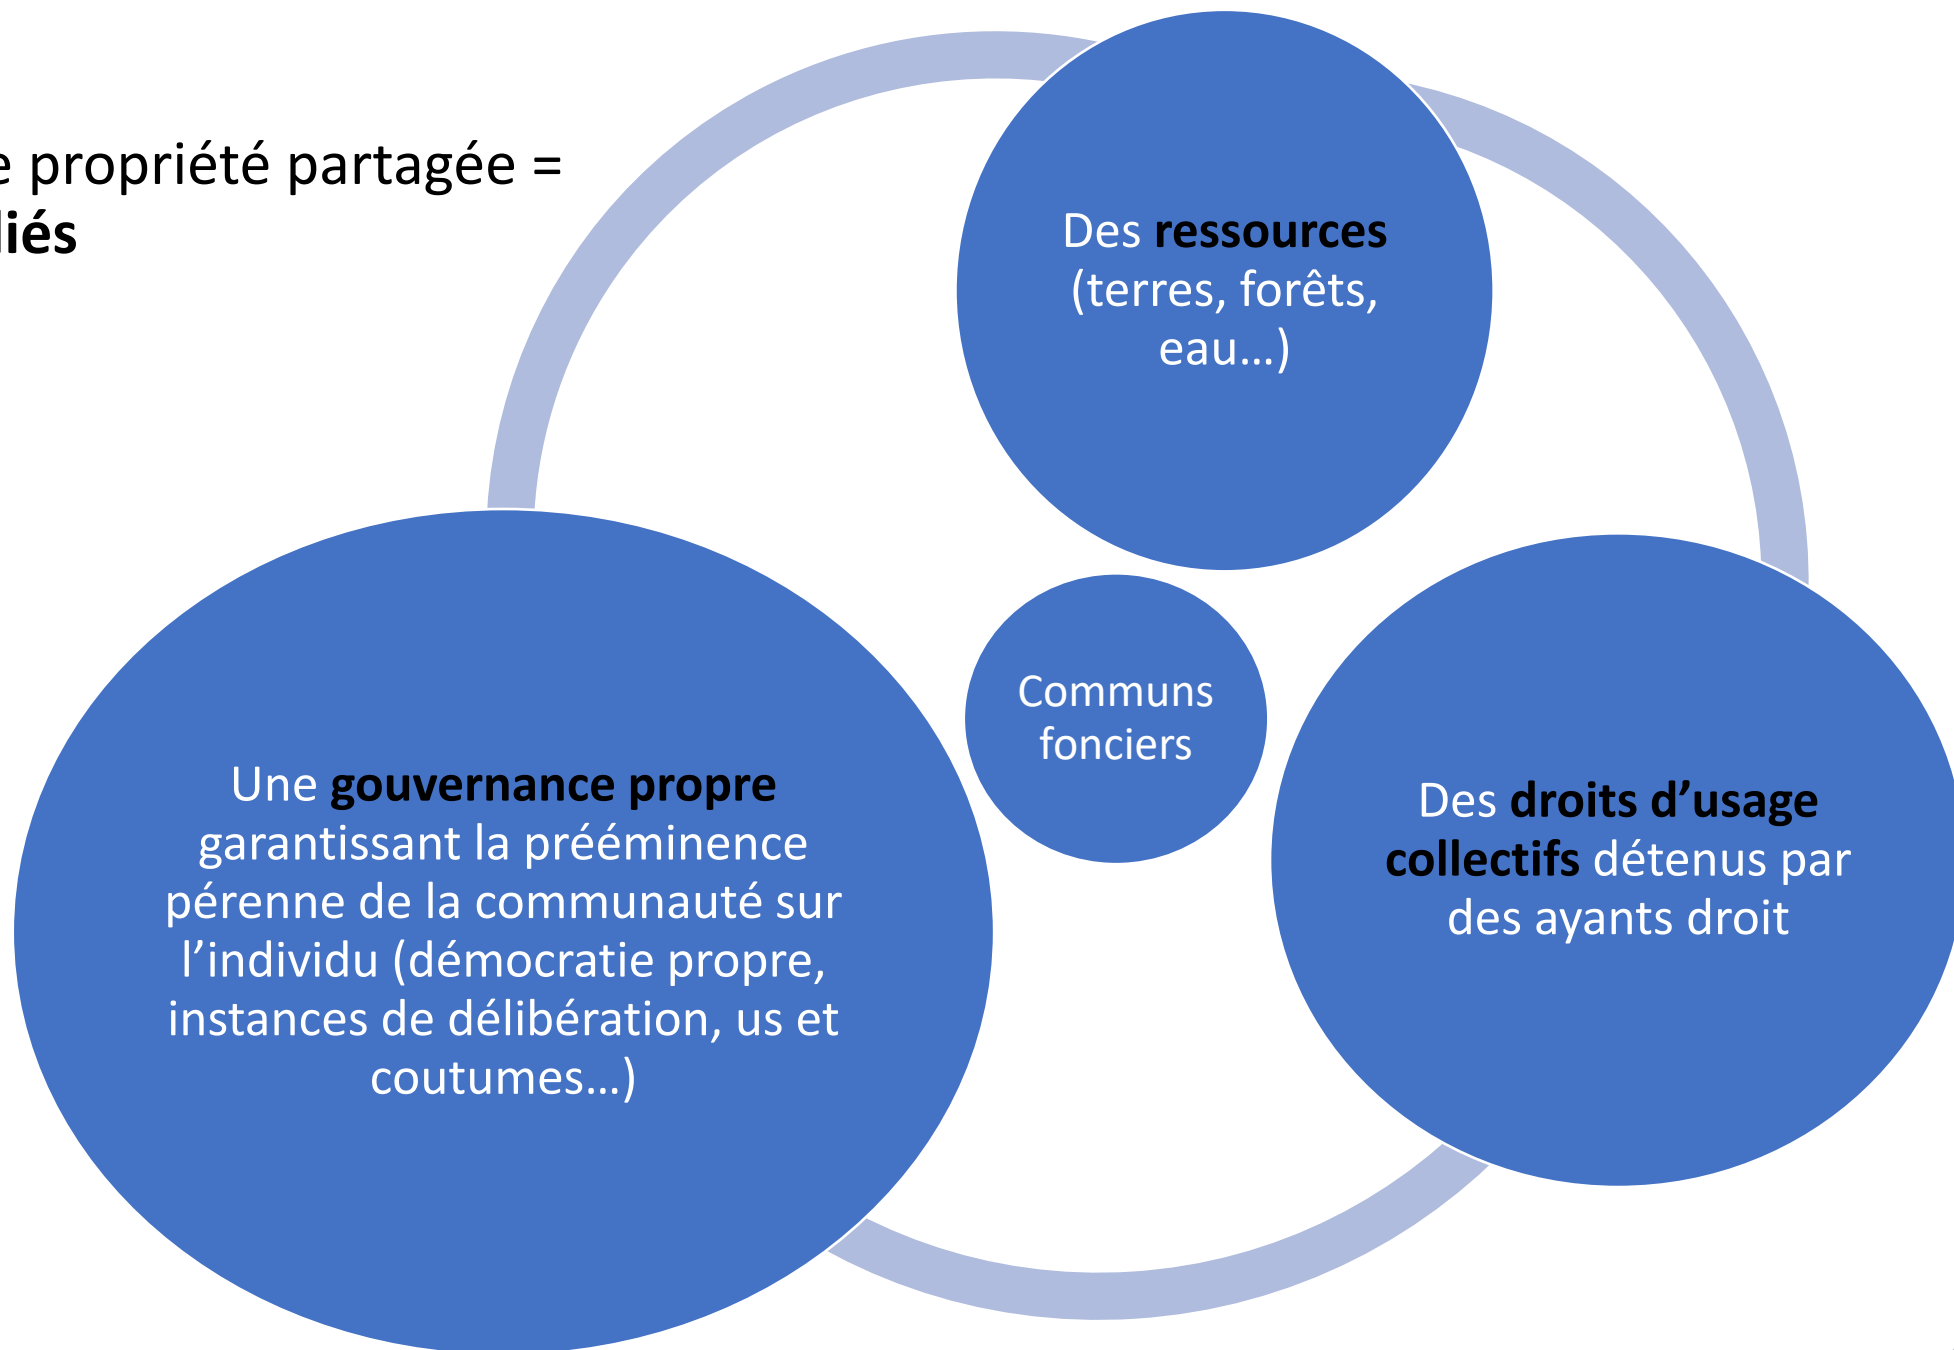 e propriété partagée =
liés
Des ressources
(terres, forêts,
eau…)
Communs
fonciers
Une gouvernance propre
garantissant la prééminence
pérenne de la communauté sur
l’individu (démocratie propre,
instances de délibération, us et
coutumes…)
Des droits d’usage
collectifs détenus par
des ayants droit